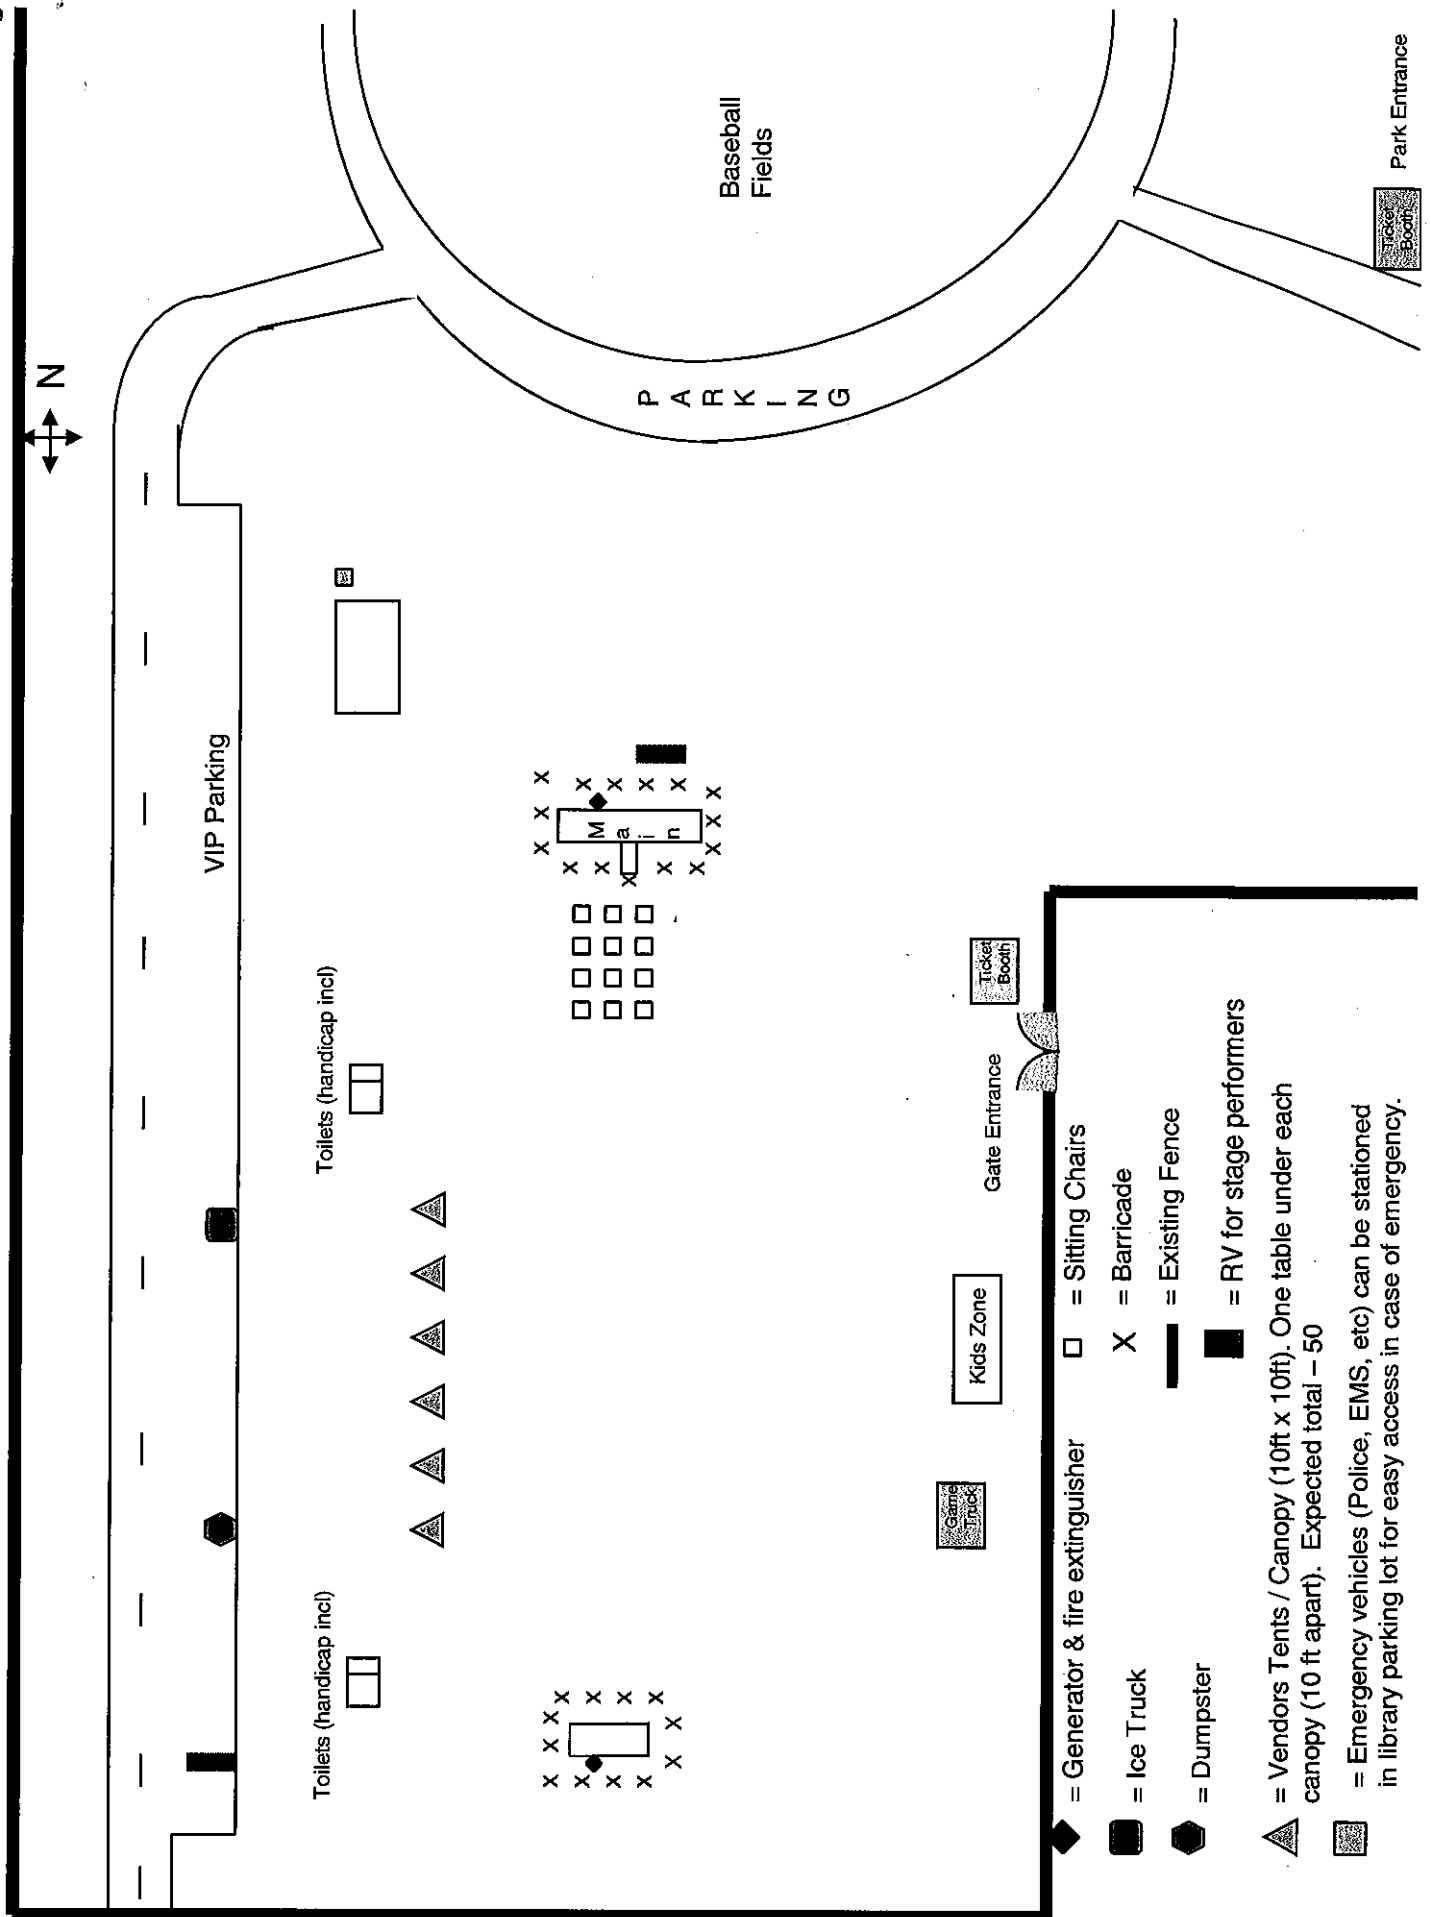 N
VIP Parking
Toilets (handicap incl)
Toilets (handicap incl)
Baseball
Fields
PARKING
Main
X X X
X X X X
X X X X X
X X X
X X X
X X X X
X X X X
X X
Ticket
Booth
Park Entrance
Ticket
Booth
Gate Entrance
Kids Zone
Game
Truck
= Generator & fire extinguisher
= Sitting Chairs
= Ice Truck
X = Barricade
= Dumpster
= Existing Fence
= RV for stage performers
= Vendors Tents / Canopy (10ft x 10ft). One table under each
canopy (10 ft apart). Expected total – 50
= Emergency vehicles (Police, EMS, etc) can be stationed
in library parking lot for easy access in case of emergency.